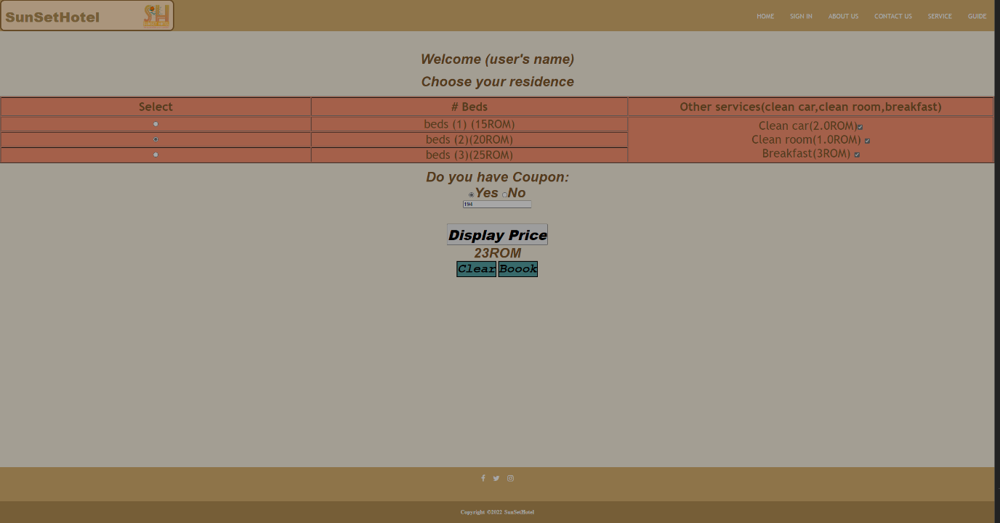 SunSetHotel
HOME SIGN IN ABOUT US CONTACT US SERVICE GUIDE
Welcome (user's name)
Choose your residence
Select # Beds Other services(clean car,clean room,breakfast)
beds (1) (15ROM)
beds (2)(20ROM)
beds (3)(25ROM)
Clean car(2.0ROM)
Clean room(1.0ROM)
Breakfast(3ROM)
Do you have Coupon:
Yes No
194
Display Price
23ROM
Clear Boook
Copyright ©2022 SunSetHotel